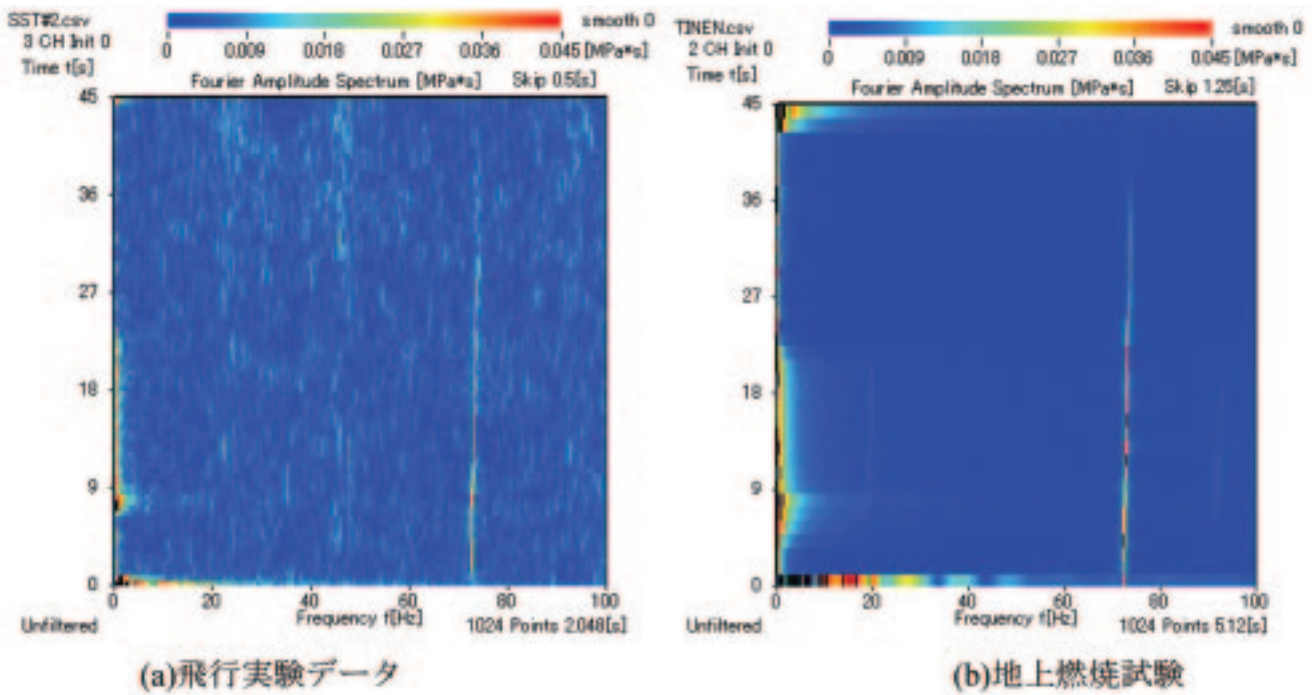 SST#2.csv
smooth 0
3 CH Init 0
0 0.009 0.018 0.027 0.036 0.045 [MPa*s]
Time t[s]
Fourier Amplitude Spectrum [MPa*s] Skip 0.5[s]
45
36
27
18
9
0
0 20 40 60 80 100
Unfiltered
Frequency f[Hz]
1024 Points 2.048[s]
(a)飛行実験データ
TINEN.csv
smooth 0
2 CH Init 0
0 0.009 0.018 0.027 0.036 0.045 [MPa*s]
Time t[s]
Fourier Amplitude Spectrum [MPa*s] Skip 1.25[s]
45
36
27
18
9
0
0 20 40 60 80 100
Unfiltered
Frequency f[Hz]
1024 Points 5.12[s]
(b)地上燃焼試験